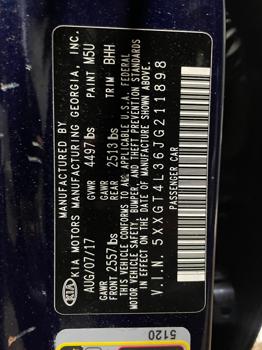 MANUFACTURED BY
KIA MOTORS MANUFACTURING GEORGIA, INC.
AUG/07/17 PAINT M5U
GVWR 4497 lbs TRIM BHH
GAWR FRONT 2557 lbs GAWR REAR 2513 lbs
THIS VEHICLE CONFORMS TO ALL APPLICABLE U.S.A. FEDERAL
MOTOR VEHICLE SAFETY, BUMPER, AND THEFT PREVENTION STANDARDS
IN EFFECT ON THE DATE OF MANUFACTURE SHOWN ABOVE.
V.I.N. 5XXGT4L36JG211898
PASSENGER CAR
KIA
5120